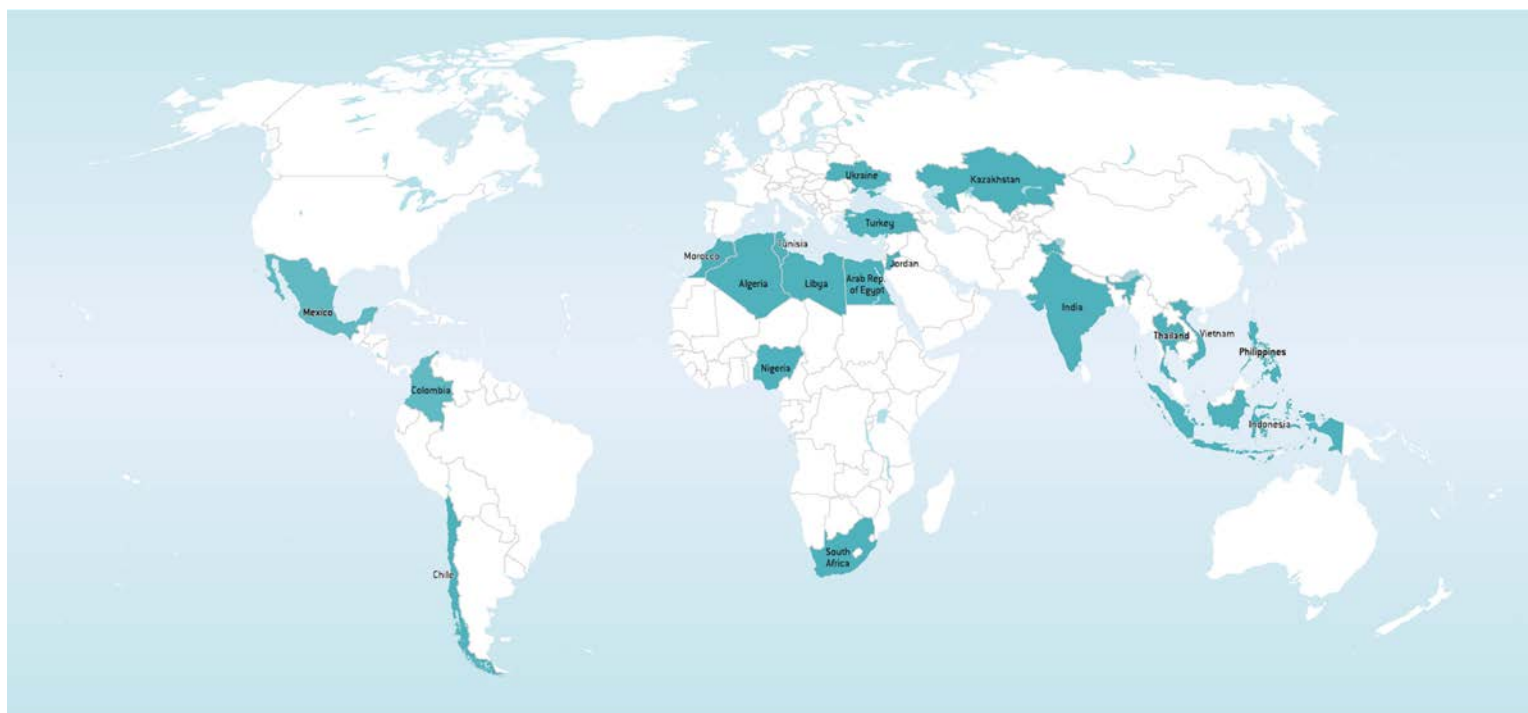 Ukraine
Kazakhstan
Turkey
Tunisia
Morocco
Jordan
Algeria
Libya
Arab Rep.
of Egypt
Mexico
India
Vietnam
Thailand
Philippines
Nigeria
Colombia
Indonesia
South
Africa
Chile